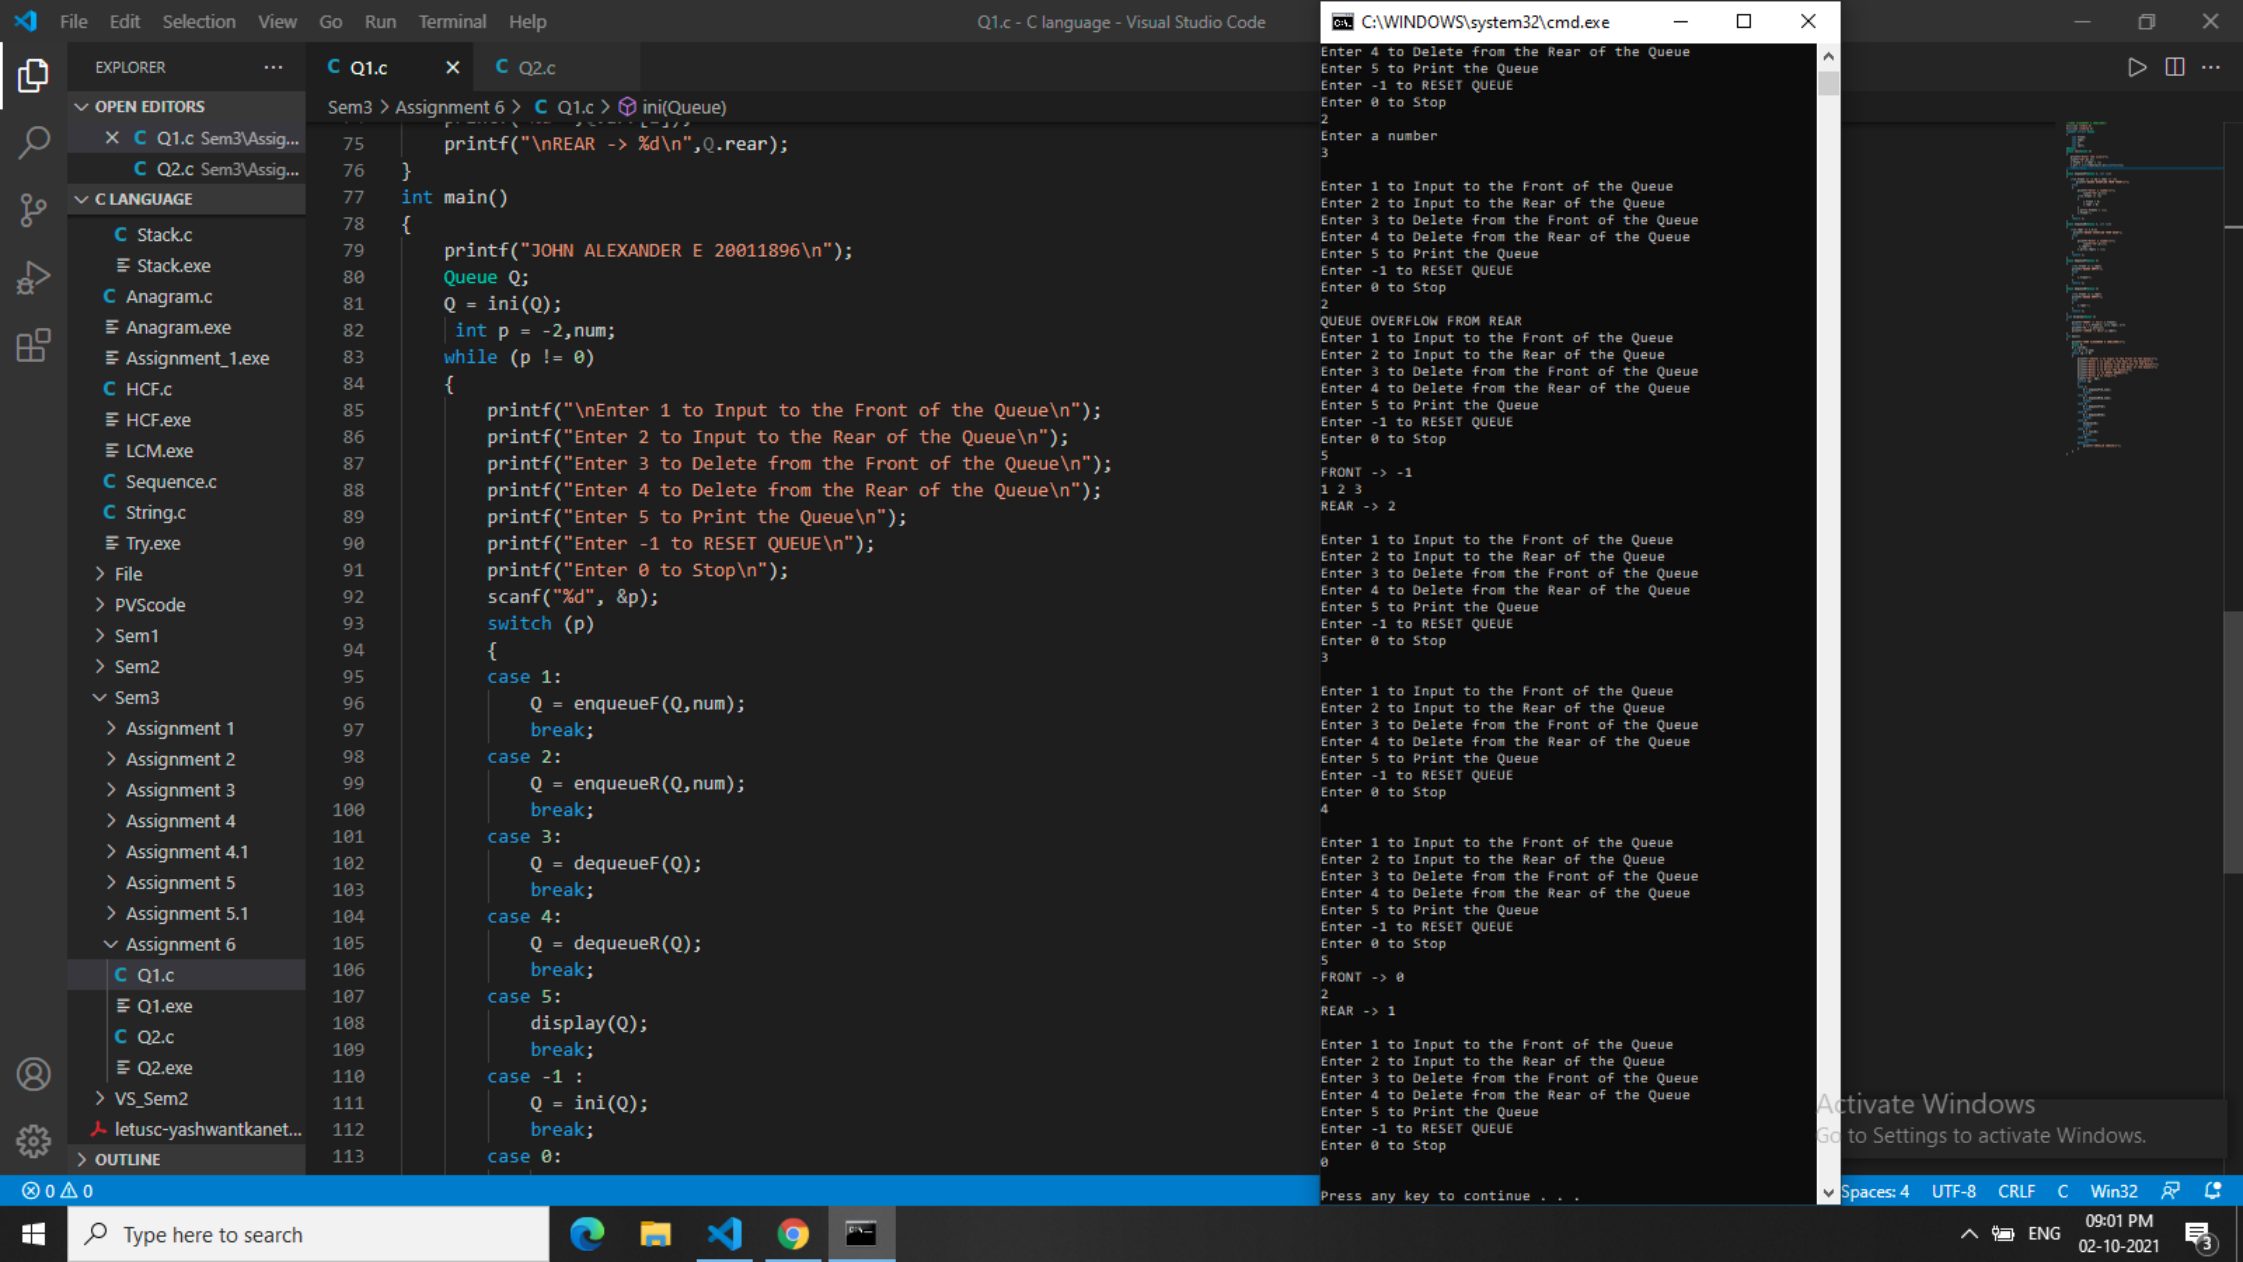 File Edit Selection View Go Run Terminal Help
Q1.c - C language - Visual Studio Code
EXPLORER
OPEN EDITORS
Q1.c Sem3\Assig...
Q2.c Sem3\Assig...
C LANGUAGE
C Stack.c
Stack.exe
C Anagram.c
Anagram.exe
Assignment_1.exe
C HCF.c
HCF.exe
LCM.exe
C Sequence.c
C String.c
Try.exe
File
PVScode
Sem1
Sem2
Sem3
Assignment 1
Assignment 2
Assignment 3
Assignment 4
Assignment 4.1
Assignment 5
Assignment 5.1
Assignment 6
C Q1.c
Q1.exe
C Q2.c
Q2.exe
VS_Sem2
letusc-yashwantkanet...
OUTLINE
C Q1.c
C Q2.c
Sem3 > Assignment 6 > C Q1.c > ini(Queue)
75 printf("\nREAR -> %d\n",Q.rear);
76 }
77 int main()
78 {
79 printf("JOHN ALEXANDER E 20011896\n");
80 Queue Q;
81 Q = ini(Q);
82 int p = -2,num;
83 while (p != 0)
84 {
85 printf("\nEnter 1 to Input to the Front of the Queue\n");
86 printf("Enter 2 to Input to the Rear of the Queue\n");
87 printf("Enter 3 to Delete from the Front of the Queue\n");
88 printf("Enter 4 to Delete from the Rear of the Queue\n");
89 printf("Enter 5 to Print the Queue\n");
90 printf("Enter -1 to RESET QUEUE\n");
91 printf("Enter 0 to Stop\n");
92 scanf("%d", &p);
93 switch (p)
94 {
95 case 1:
96 Q = enqueueF(Q,num);
97 break;
98 case 2:
99 Q = enqueueR(Q,num);
100 break;
101 case 3:
102 Q = dequeueF(Q);
103 break;
104 case 4:
105 Q = dequeueR(Q);
106 break;
107 case 5:
108 display(Q);
109 break;
110 case -1 :
111 Q = ini(Q);
112 break;
113 case 0:
C:\WINDOWS\system32\cmd.exe
Enter 4 to Delete from the Rear of the Queue
Enter 5 to Print the Queue
Enter -1 to RESET QUEUE
Enter 0 to Stop
2
Enter a number
3
Enter 1 to Input to the Front of the Queue
Enter 2 to Input to the Rear of the Queue
Enter 3 to Delete from the Front of the Queue
Enter 4 to Delete from the Rear of the Queue
Enter 5 to Print the Queue
Enter -1 to RESET QUEUE
Enter 0 to Stop
2
QUEUE OVERFLOW FROM REAR
Enter 1 to Input to the Front of the Queue
Enter 2 to Input to the Rear of the Queue
Enter 3 to Delete from the Front of the Queue
Enter 4 to Delete from the Rear of the Queue
Enter 5 to Print the Queue
Enter -1 to RESET QUEUE
Enter 0 to Stop
5
FRONT -> -1
1 2 3
REAR -> 2
Enter 1 to Input to the Front of the Queue
Enter 2 to Input to the Rear of the Queue
Enter 3 to Delete from the Front of the Queue
Enter 4 to Delete from the Rear of the Queue
Enter 5 to Print the Queue
Enter -1 to RESET QUEUE
Enter 0 to Stop
3
Enter 1 to Input to the Front of the Queue
Enter 2 to Input to the Rear of the Queue
Enter 3 to Delete from the Front of the Queue
Enter 4 to Delete from the Rear of the Queue
Enter 5 to Print the Queue
Enter -1 to RESET QUEUE
Enter 0 to Stop
4
Enter 1 to Input to the Front of the Queue
Enter 2 to Input to the Rear of the Queue
Enter 3 to Delete from the Front of the Queue
Enter 4 to Delete from the Rear of the Queue
Enter 5 to Print the Queue
Enter -1 to RESET QUEUE
Enter 0 to Stop
5
FRONT -> 0
2
REAR -> 1
Enter 1 to Input to the Front of the Queue
Enter 2 to Input to the Rear of the Queue
Enter 3 to Delete from the Front of the Queue
Enter 4 to Delete from the Rear of the Queue
Enter 5 to Print the Queue
Enter -1 to RESET QUEUE
Enter 0 to Stop
0
Press any key to continue . . .
Activate Windows
Go to Settings to activate Windows.
0 0
Spaces: 4 UTF-8 CRLF C Win32
Type here to search
ENG
09:01 PM
02-10-2021
3